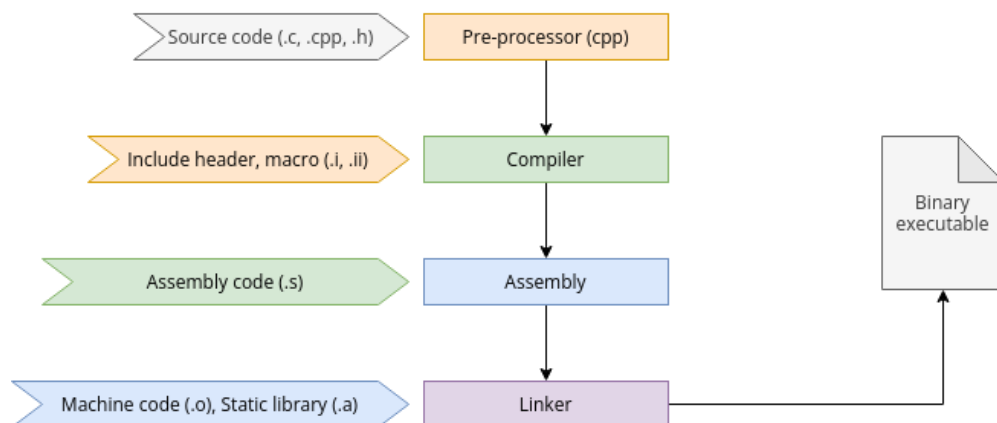 Source code (.c, .cpp, .h)
Pre-processor (cpp)
Include header, macro (.i, .ii)
Compiler
Binary
executable
Assembly code (.s)
Assembly
Machine code (.o), Static library (.a)
Linker